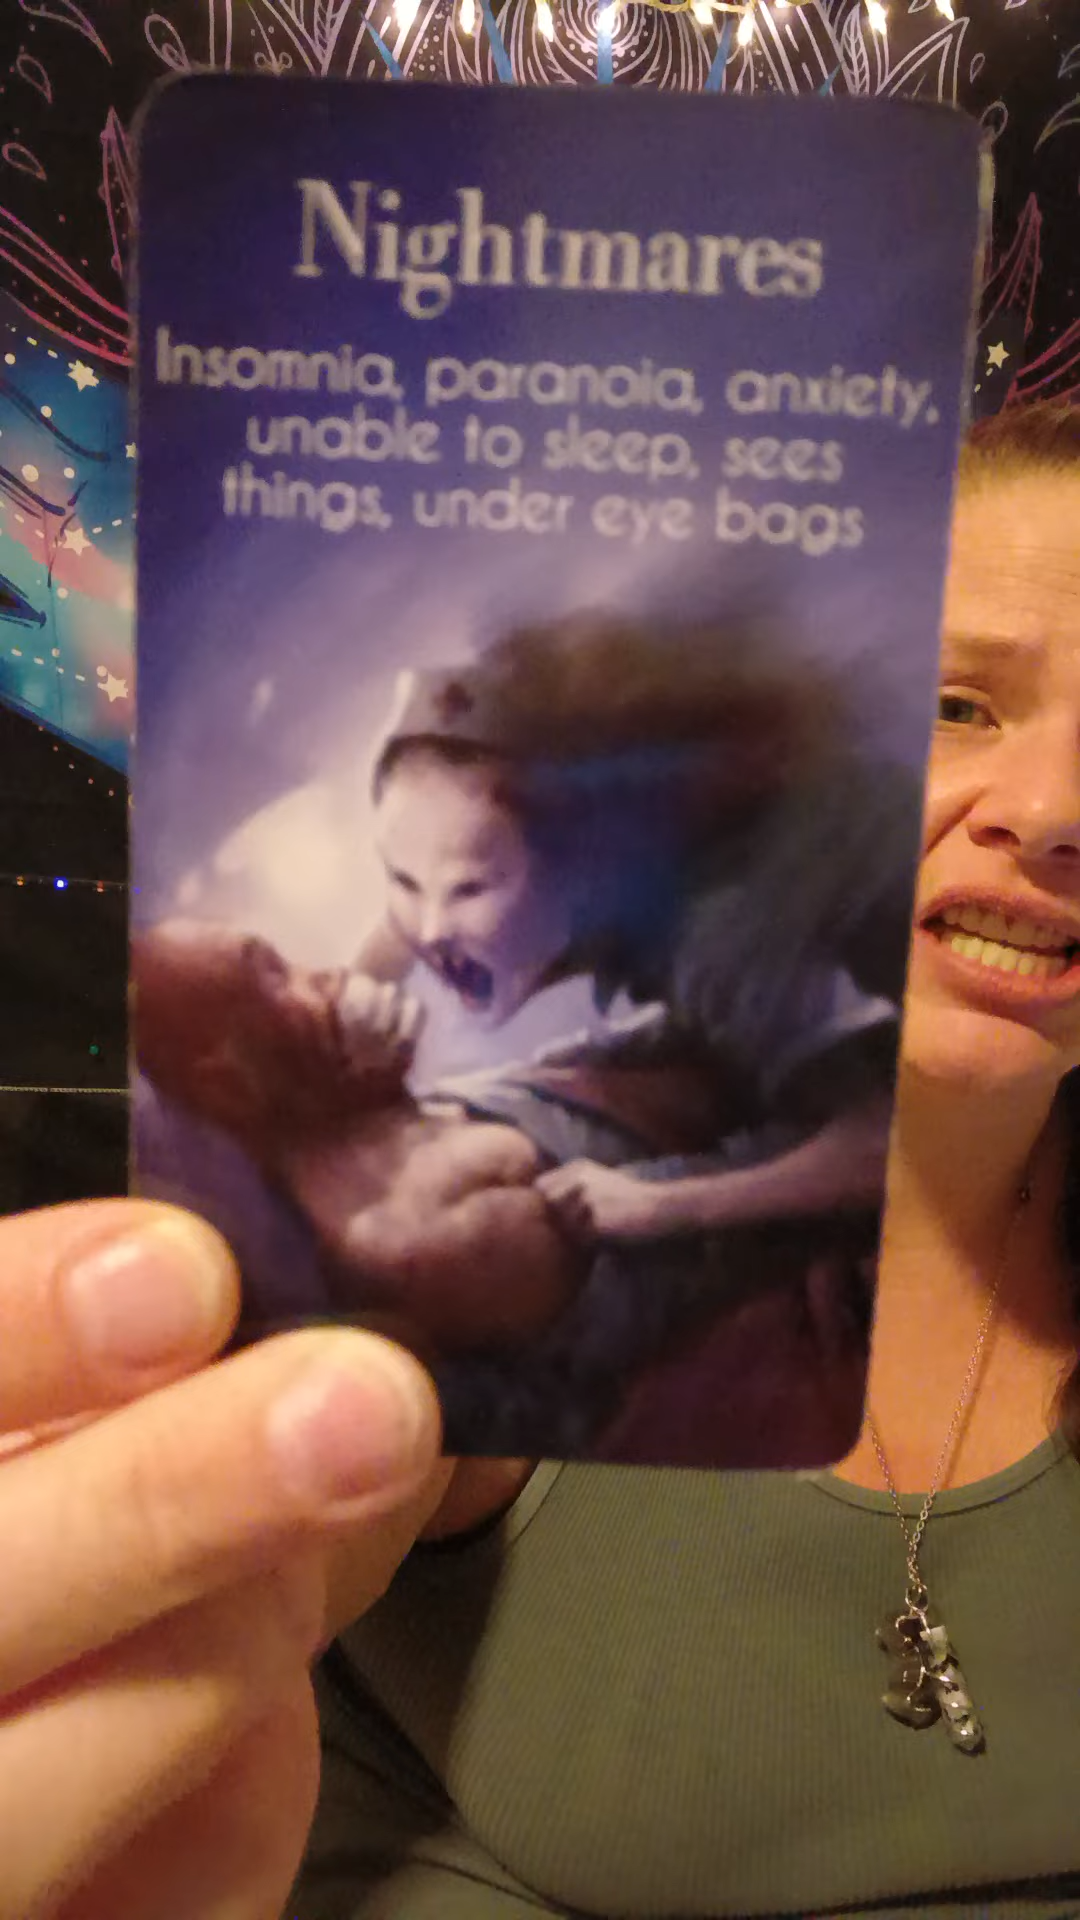 Nightmares
Insomnia, paranoia, anxiety,
unable to sleep, sees
things, under eye bags